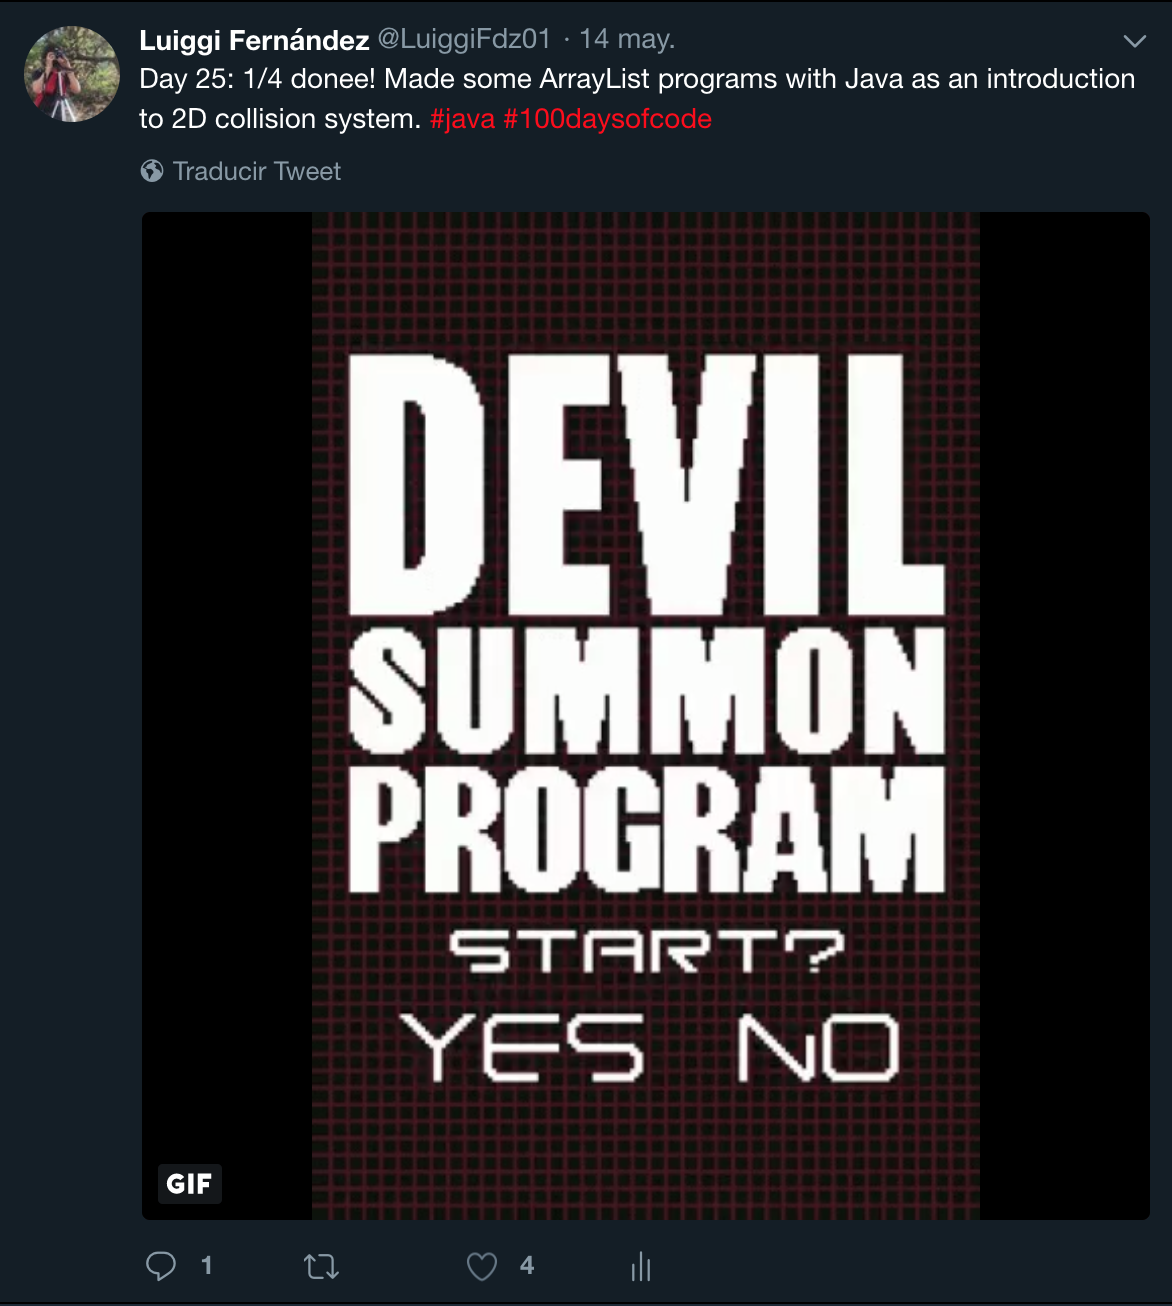 Luiggi Fernández @LuiggiFdz01 · 14 may.
Day 25: 1/4 donee! Made some ArrayList programs with Java as an introduction
to 2D collision system. #java #100daysofcode
Traducir Tweet
DEVIL
SUMMON
PROGRAM
START?
YES NO
GIF
1 4